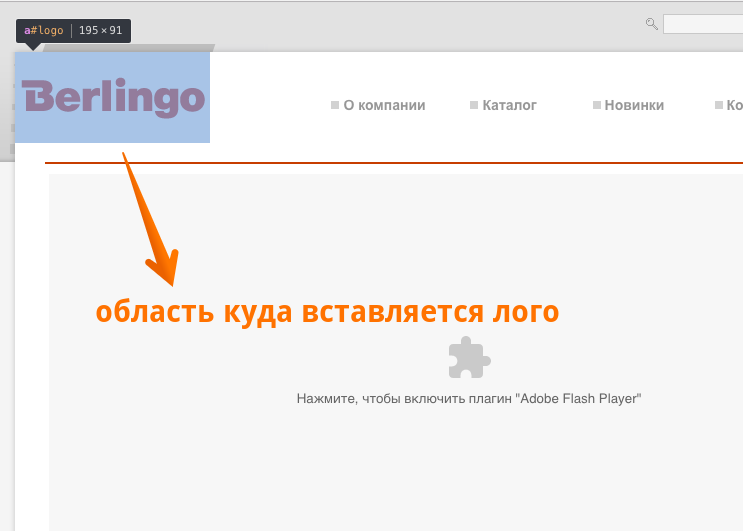 a#logo 195 × 91
Berlingo
О компании
Каталог
Новинки
Ко
область куда вставляется лого
Нажмите, чтобы включить плагин "Adobe Flash Player"